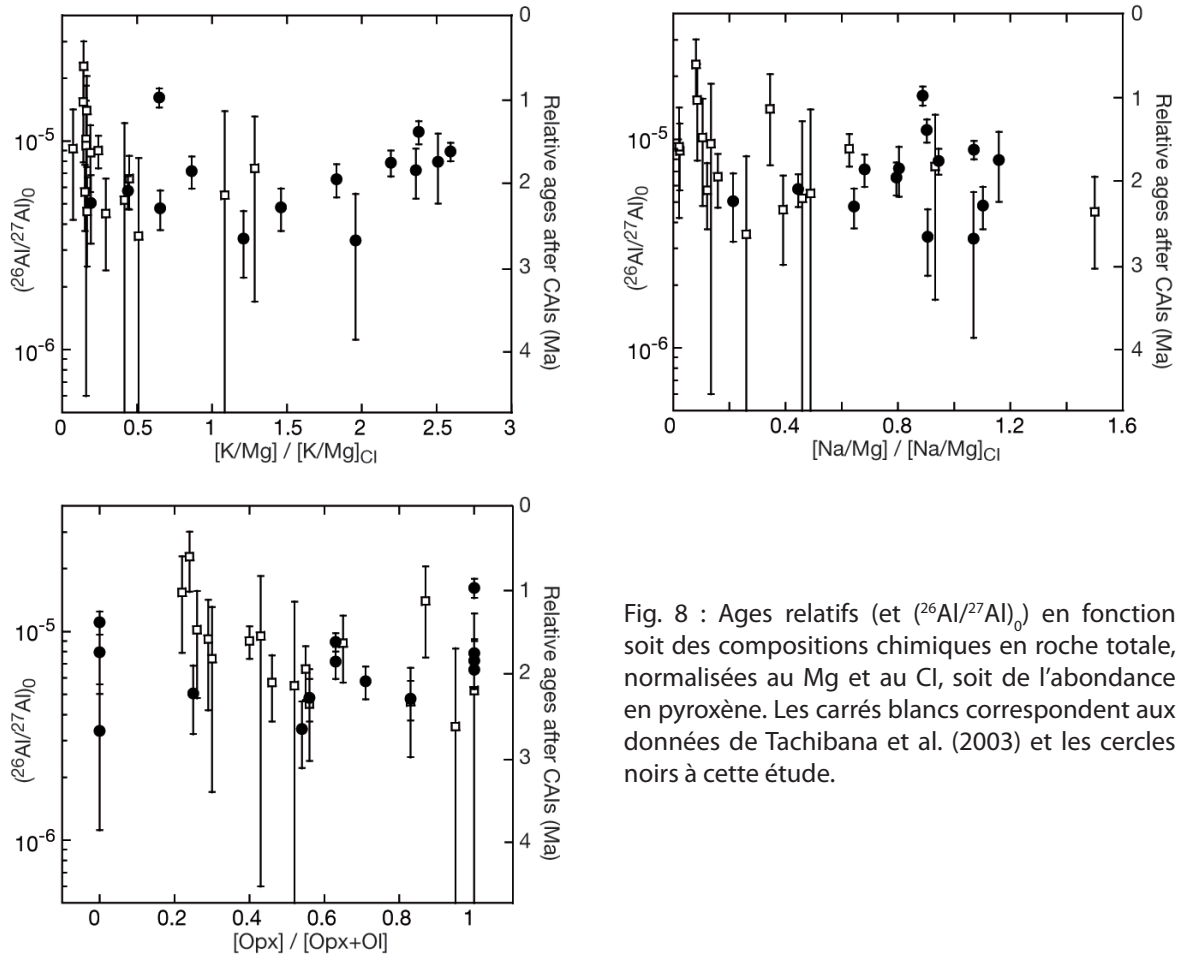 (²⁶Al/²⁷Al)₀
10⁻⁵
10⁻⁶
0
1
2
3
4
Relative ages after CAIs (Ma)
0 0.5 1 1.5 2 2.5 3
[K/Mg] / [K/Mg]CI
(²⁶Al/²⁷Al)₀
10⁻⁵
10⁻⁶
0
1
2
3
4
Relative ages after CAIs (Ma)
0 0.4 0.8 1.2 1.6
[Na/Mg] / [Na/Mg]CI
(²⁶Al/²⁷Al)₀
10⁻⁵
10⁻⁶
0
1
2
3
4
Relative ages after CAIs (Ma)
0 0.2 0.4 0.6 0.8 1
[Opx] / [Opx+Ol]
Fig. 8 : Ages relatifs (et (²⁶Al/²⁷Al)₀) en fonction
soit des compositions chimiques en roche totale,
normalisées au Mg et au CI, soit de l'abondance
en pyroxène. Les carrés blancs correspondent aux
données de Tachibana et al. (2003) et les cercles
noirs à cette étude.